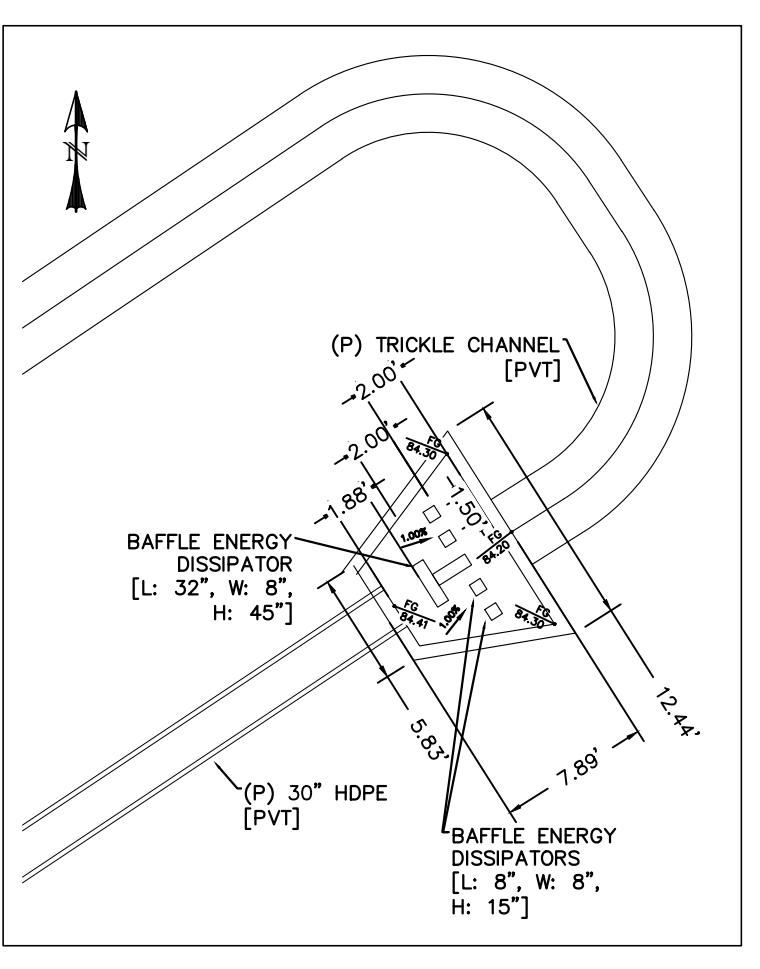 N
(P) TRICKLE CHANNEL
[PVT]
2.00'
2.00'
FG
84.30
1.88'
1.50'
1.00%
FG
84.20
BAFFLE ENERGY
DISSIPATOR
[L: 32", W: 8",
H: 45"]
FG
84.41
1.00%
FG
84.30
12.44'
5.83'
7.89'
(P) 30" HDPE
[PVT]
BAFFLE ENERGY
DISSIPATORS
[L: 8", W: 8",
H: 15"]